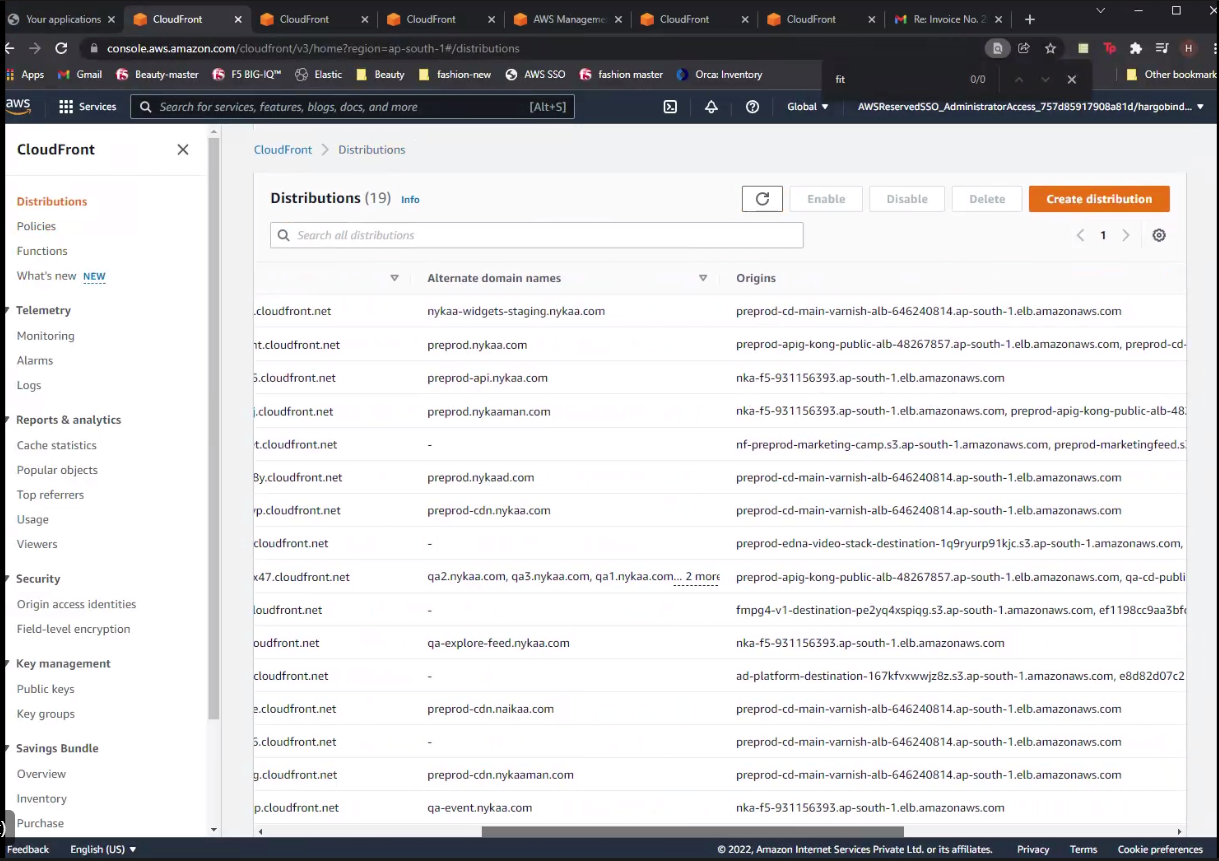 Your applications
CloudFront
CloudFront
CloudFront
AWS Manageme
CloudFront
CloudFront
Re: Invoice No. 2
console.aws.amazon.com/cloudfront/v3/home?region=ap-south-1#/distributions
Apps Gmail Beauty-master F5 BIG-IQ™ Elastic Beauty fashion-new AWS SSO fashion master Orca: Inventory Other bookmark
fit 0/0
aws Services Search for services, features, blogs, docs, and more [Alt+S] Global AWSReservedSSO_AdministratorAccess_757d85917908a81d/hargobind...
CloudFront
Distributions
Policies
Functions
What's new NEW
Telemetry
Monitoring
Alarms
Logs
Reports & analytics
Cache statistics
Popular objects
Top referrers
Usage
Viewers
Security
Origin access identities
Field-level encryption
Key management
Public keys
Key groups
Savings Bundle
Overview
Inventory
Purchase
CloudFront > Distributions
Distributions (19) Info Enable Disable Delete Create distribution
Search all distributions 1
Alternate domain names Origins
.cloudfront.net nykaa-widgets-staging.nykaa.com preprod-cd-main-varnish-alb-646240814.ap-south-1.elb.amazonaws.com
nt.cloudfront.net preprod.nykaa.com preprod-apig-kong-public-alb-48267857.ap-south-1.elb.amazonaws.com, preprod-cd-
5.cloudfront.net preprod-api.nykaa.com nka-f5-931156393.ap-south-1.elb.amazonaws.com
j.cloudfront.net preprod.nykaaman.com nka-f5-931156393.ap-south-1.elb.amazonaws.com, preprod-apig-kong-public-alb-48
t.cloudfront.net - nf-preprod-marketing-camp.s3.ap-south-1.amazonaws.com, preprod-marketingfeed.s
8y.cloudfront.net preprod.nykaad.com preprod-cd-main-varnish-alb-646240814.ap-south-1.elb.amazonaws.com
p.cloudfront.net preprod-cdn.nykaa.com preprod-cd-main-varnish-alb-646240814.ap-south-1.elb.amazonaws.com
cloudfront.net - preprod-edna-video-stack-destination-1q9ryurp91kjc.s3.ap-south-1.amazonaws.com,
x47.cloudfront.net qa2.nykaa.com, qa3.nykaa.com, qa1.nykaa.com... 2 more preprod-apig-kong-public-alb-48267857.ap-south-1.elb.amazonaws.com, qa-cd-publi
loudfront.net - fmpg4-v1-destination-pe2yq4xspiqg.s3.ap-south-1.amazonaws.com, ef1198cc9aa3bf
oudfront.net qa-explore-feed.nykaa.com nka-f5-931156393.ap-south-1.elb.amazonaws.com
cloudfront.net - ad-platform-destination-167kfvxwwjz8z.s3.ap-south-1.amazonaws.com, e8d82d07c2
e.cloudfront.net preprod-cdn.naikaa.com preprod-cd-main-varnish-alb-646240814.ap-south-1.elb.amazonaws.com
5.cloudfront.net - preprod-cd-main-varnish-alb-646240814.ap-south-1.elb.amazonaws.com
g.cloudfront.net preprod-cdn.nykaaman.com preprod-cd-main-varnish-alb-646240814.ap-south-1.elb.amazonaws.com
p.cloudfront.net qa-event.nykaa.com nka-f5-931156393.ap-south-1.elb.amazonaws.com
Feedback English (US) © 2022, Amazon Internet Services Private Ltd. or its affiliates. Privacy Terms Cookie preferences